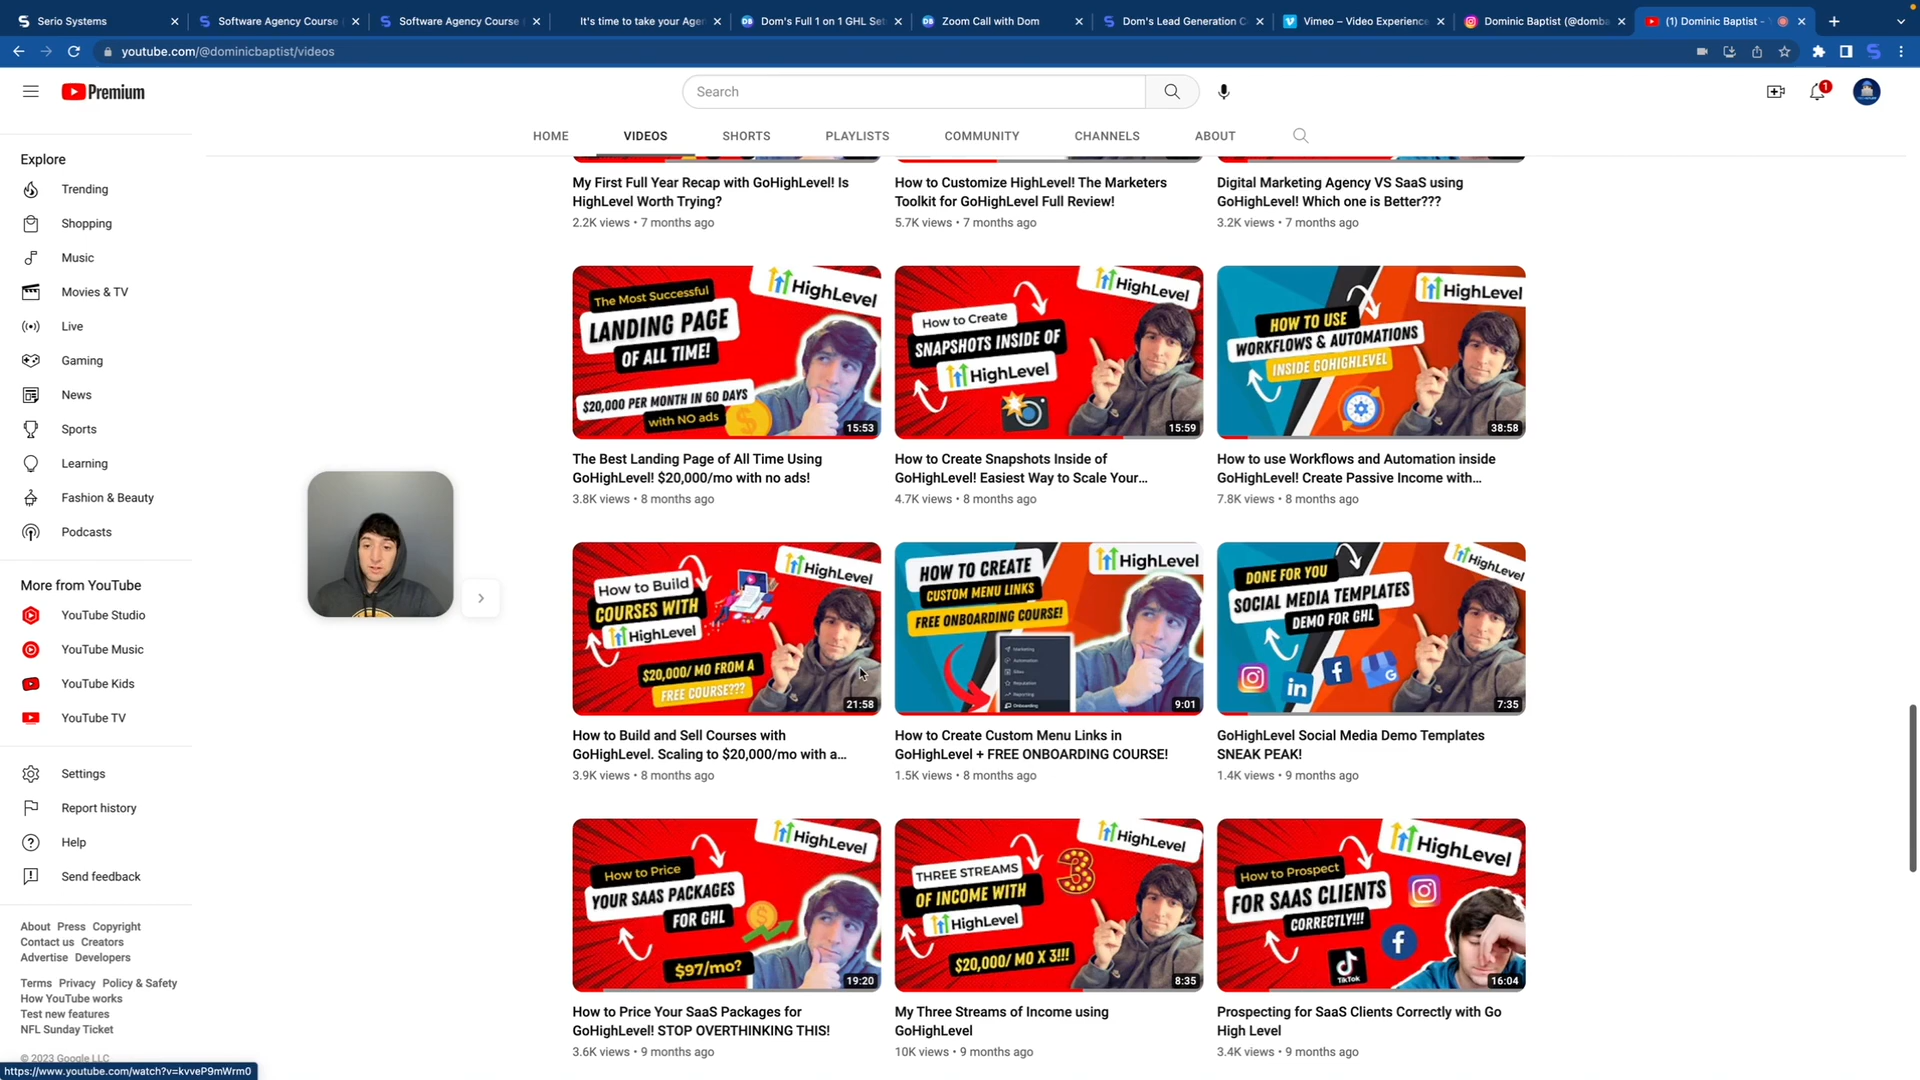 Serio Systems
Software Agency Course
Software Agency Course
It's time to take your Agen
Dom's Full 1 on 1 GHL Set
Zoom Call with Dom
Dom's Lead Generation C
Vimeo – Video Experience
Dominic Baptist (@domba
(1) Dominic Baptist -
youtube.com/@dominicbaptist/videos
Premium
Search
1
HOME
VIDEOS
SHORTS
PLAYLISTS
COMMUNITY
CHANNELS
ABOUT
Explore
Trending
Shopping
Music
Movies & TV
Live
Gaming
News
Sports
Learning
Fashion & Beauty
Podcasts
More from YouTube
YouTube Studio
YouTube Music
YouTube Kids
YouTube TV
Settings
Report history
Help
Send feedback
About Press Copyright
Contact us Creators
Advertise Developers
Terms Privacy Policy & Safety
How YouTube works
Test new features
NFL Sunday Ticket
© 2023 Google LLC
https://www.youtube.com/watch?v=kvveP9mWrm0
My First Full Year Recap with GoHighLevel! Is
HighLevel Worth Trying?
2.2K views • 7 months ago
How to Customize HighLevel! The Marketers
Toolkit for GoHighLevel Full Review!
5.7K views • 7 months ago
Digital Marketing Agency VS SaaS using
GoHighLevel! Which one is Better???
3.2K views • 7 months ago
HighLevel
The Most Successful
LANDING PAGE
OF ALL TIME!
$20,000 PER MONTH IN 60 DAYS
with NO ads
15:53
The Best Landing Page of All Time Using
GoHighLevel! $20,000/mo with no ads!
3.8K views • 8 months ago
HighLevel
How to Create
SNAPSHOTS INSIDE OF
HighLevel
15:59
How to Create Snapshots Inside of
GoHighLevel! Easiest Way to Scale Your...
4.7K views • 8 months ago
HighLevel
HOW TO USE
WORKFLOWS & AUTOMATIONS
INSIDE GOHIGHLEVEL
38:58
How to use Workflows and Automation inside
GoHighLevel! Create Passive Income with...
7.8K views • 8 months ago
HighLevel
How to Build
COURSES WITH
HighLevel
$20,000/ MO FROM A
FREE COURSE???
21:58
How to Build and Sell Courses with
GoHighLevel. Scaling to $20,000/mo with a...
3.9K views • 8 months ago
HighLevel
HOW TO CREATE
CUSTOM MENU LINKS
FREE ONBOARDING COURSE!
Marketing
Automation
Sites
Reputation
Reporting
Onboarding
9:01
How to Create Custom Menu Links in
GoHighLevel + FREE ONBOARDING COURSE!
1.5K views • 8 months ago
HighLevel
DONE FOR YOU
SOCIAL MEDIA TEMPLATES
DEMO FOR GHL
7:35
GoHighLevel Social Media Demo Templates
SNEAK PEAK!
1.4K views • 9 months ago
HighLevel
How to Price
YOUR SAAS PACKAGES
FOR GHL
$97/mo?
19:20
How to Price Your SaaS Packages for
GoHighLevel! STOP OVERTHINKING THIS!
3.6K views • 9 months ago
HighLevel
THREE STREAMS
OF INCOME WITH
HighLevel
3
$20,000/ MO X 3!!!
8:35
My Three Streams of Income using
GoHighLevel
10K views • 9 months ago
HighLevel
How to Prospect
FOR SAAS CLIENTS
CORRECTLY!!!
TikTok
16:04
Prospecting for SaaS Clients Correctly with Go
High Level
3.4K views • 9 months ago